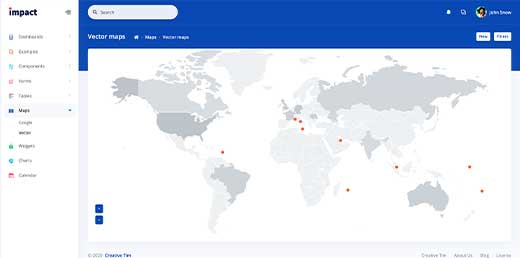 impact
Search
John Snow
Dashboards
Examples
Components
Forms
Tables
Maps
Google
Vector
Widgets
Charts
Calendar
Vector maps
Maps
Vector maps
New
Filters
© 2020 Creative Tim
Creative Tim
About Us
Blog
License